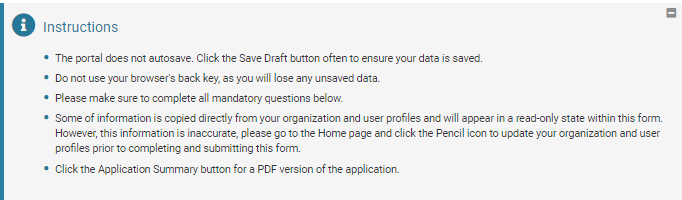 Instructions
The portal does not autosave. Click the Save Draft button often to ensure your data is saved.
Do not use your browser's back key, as you will lose any unsaved data.
Please make sure to complete all mandatory questions below.
Some of information is copied directly from your organization and user profiles and will appear in a read-only state within this form.
However, this information is inaccurate, please go to the Home page and click the Pencil icon to update your organization and user
profiles prior to completing and submitting this form.
Click the Application Summary button for a PDF version of the application.